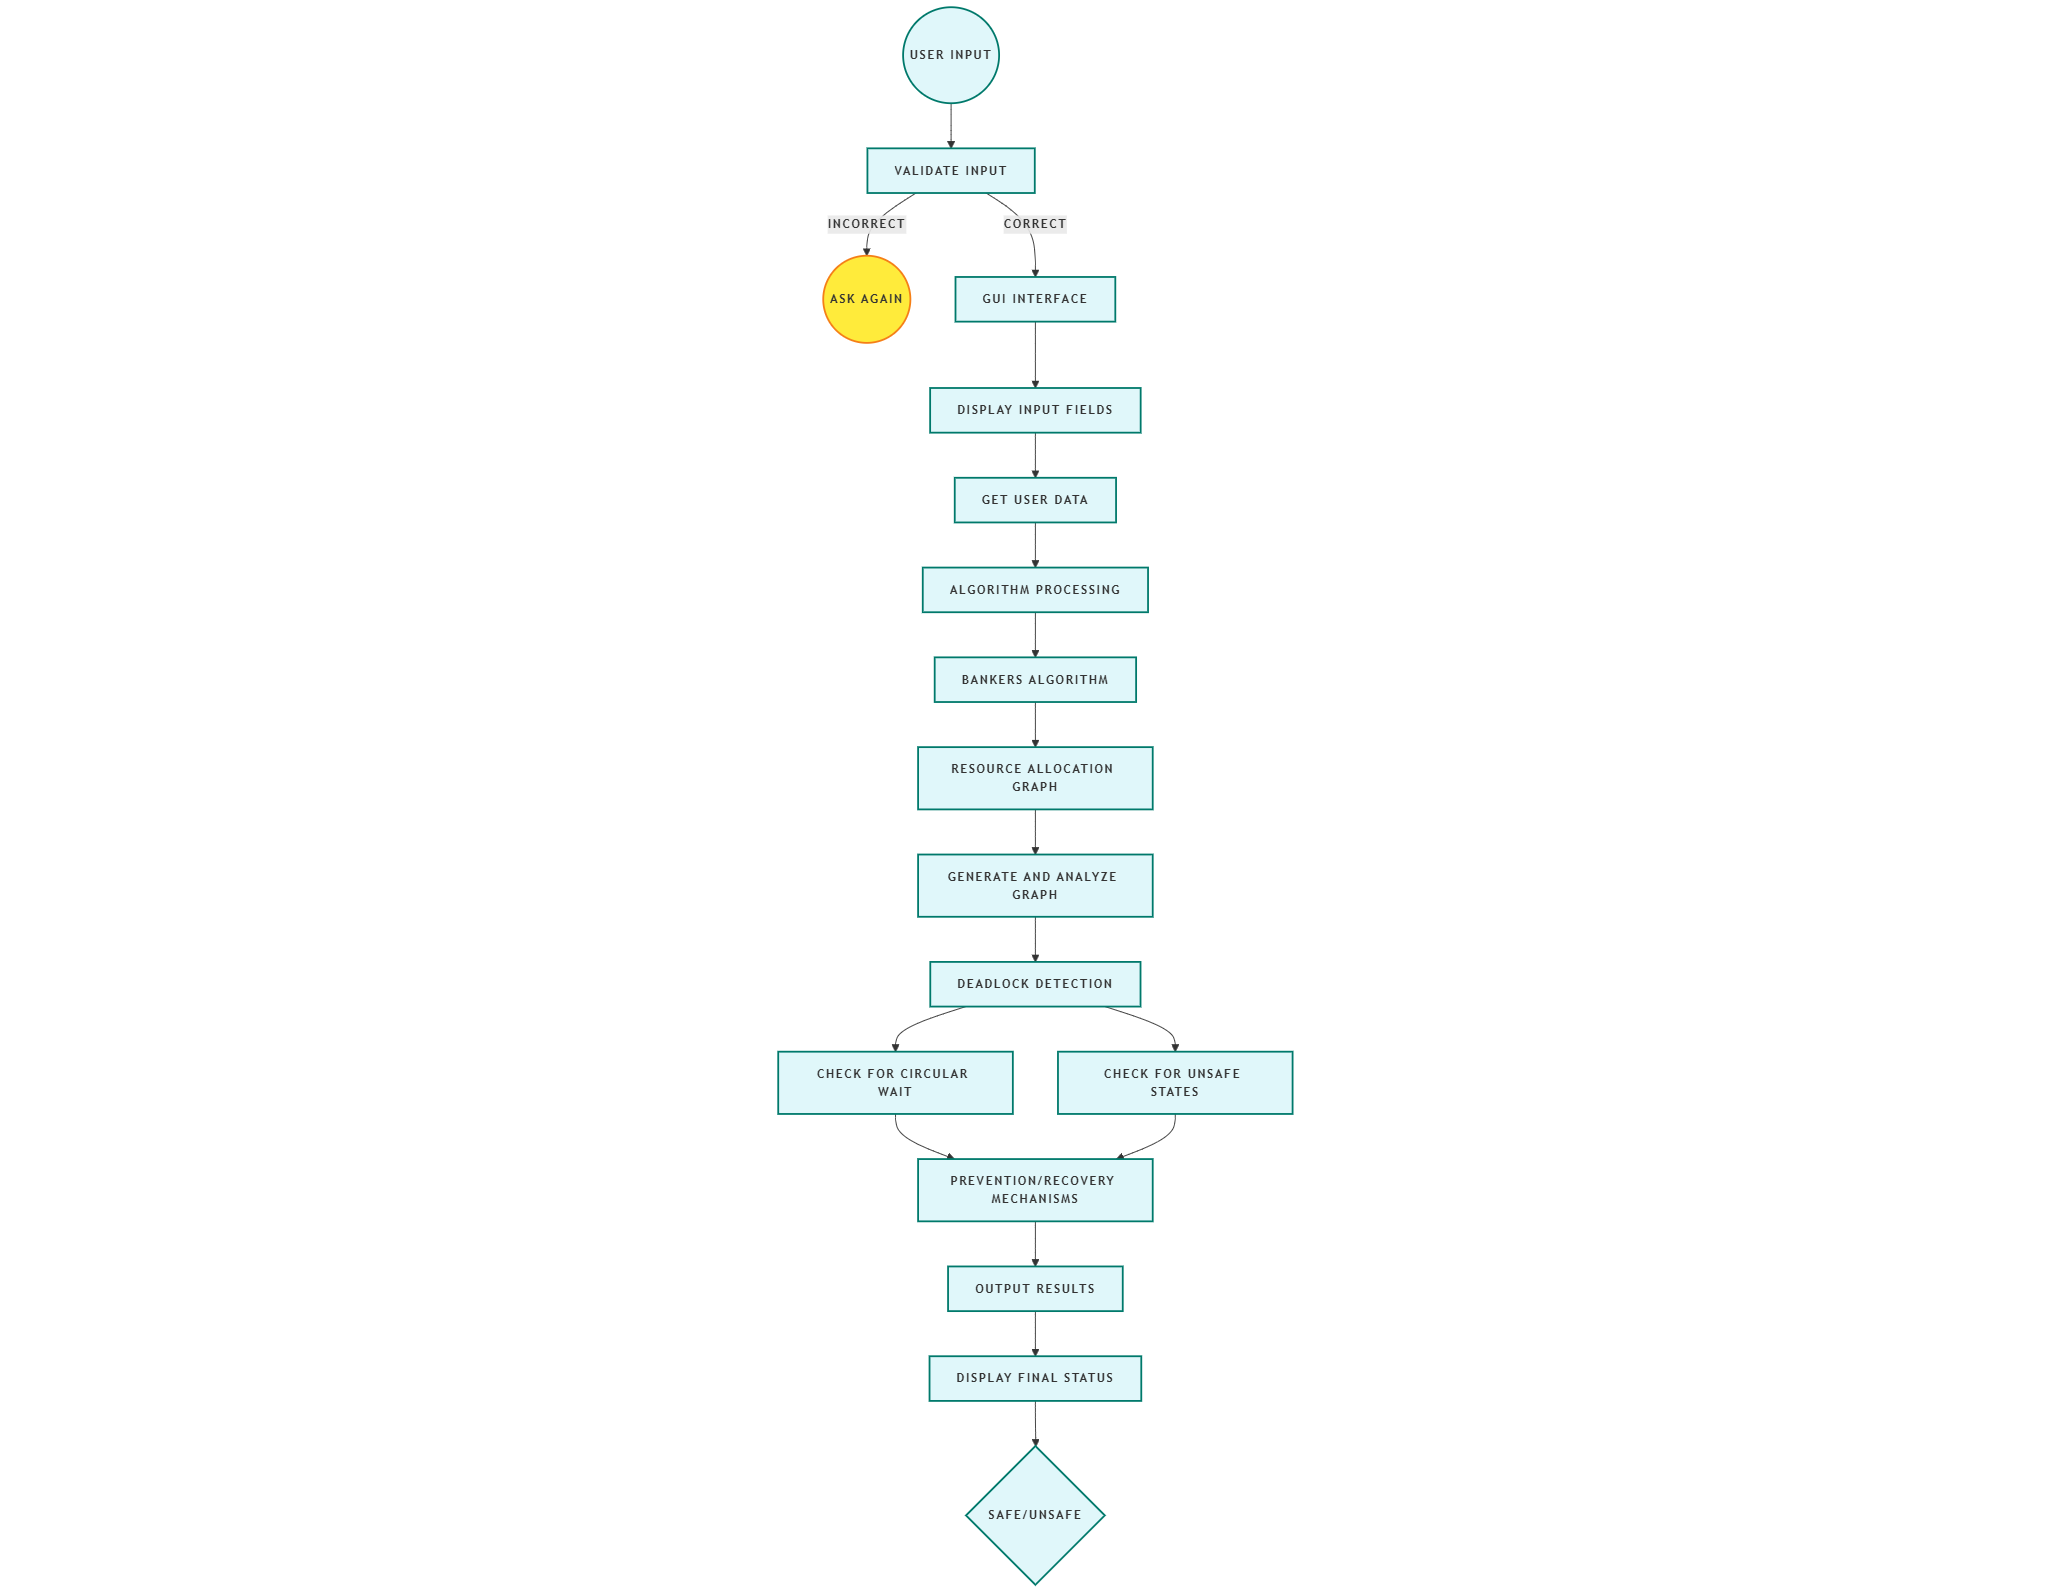 USER INPUT
VALIDATE INPUT
INCORRECT
CORRECT
ASK AGAIN
GUI INTERFACE
DISPLAY INPUT FIELDS
GET USER DATA
ALGORITHM PROCESSING
BANKERS ALGORITHM
RESOURCE ALLOCATION
GRAPH
GENERATE AND ANALYZE
GRAPH
DEADLOCK DETECTION
CHECK FOR CIRCULAR
WAIT
CHECK FOR UNSAFE
STATES
PREVENTION/RECOVERY
MECHANISMS
OUTPUT RESULTS
DISPLAY FINAL STATUS
SAFE/UNSAFE